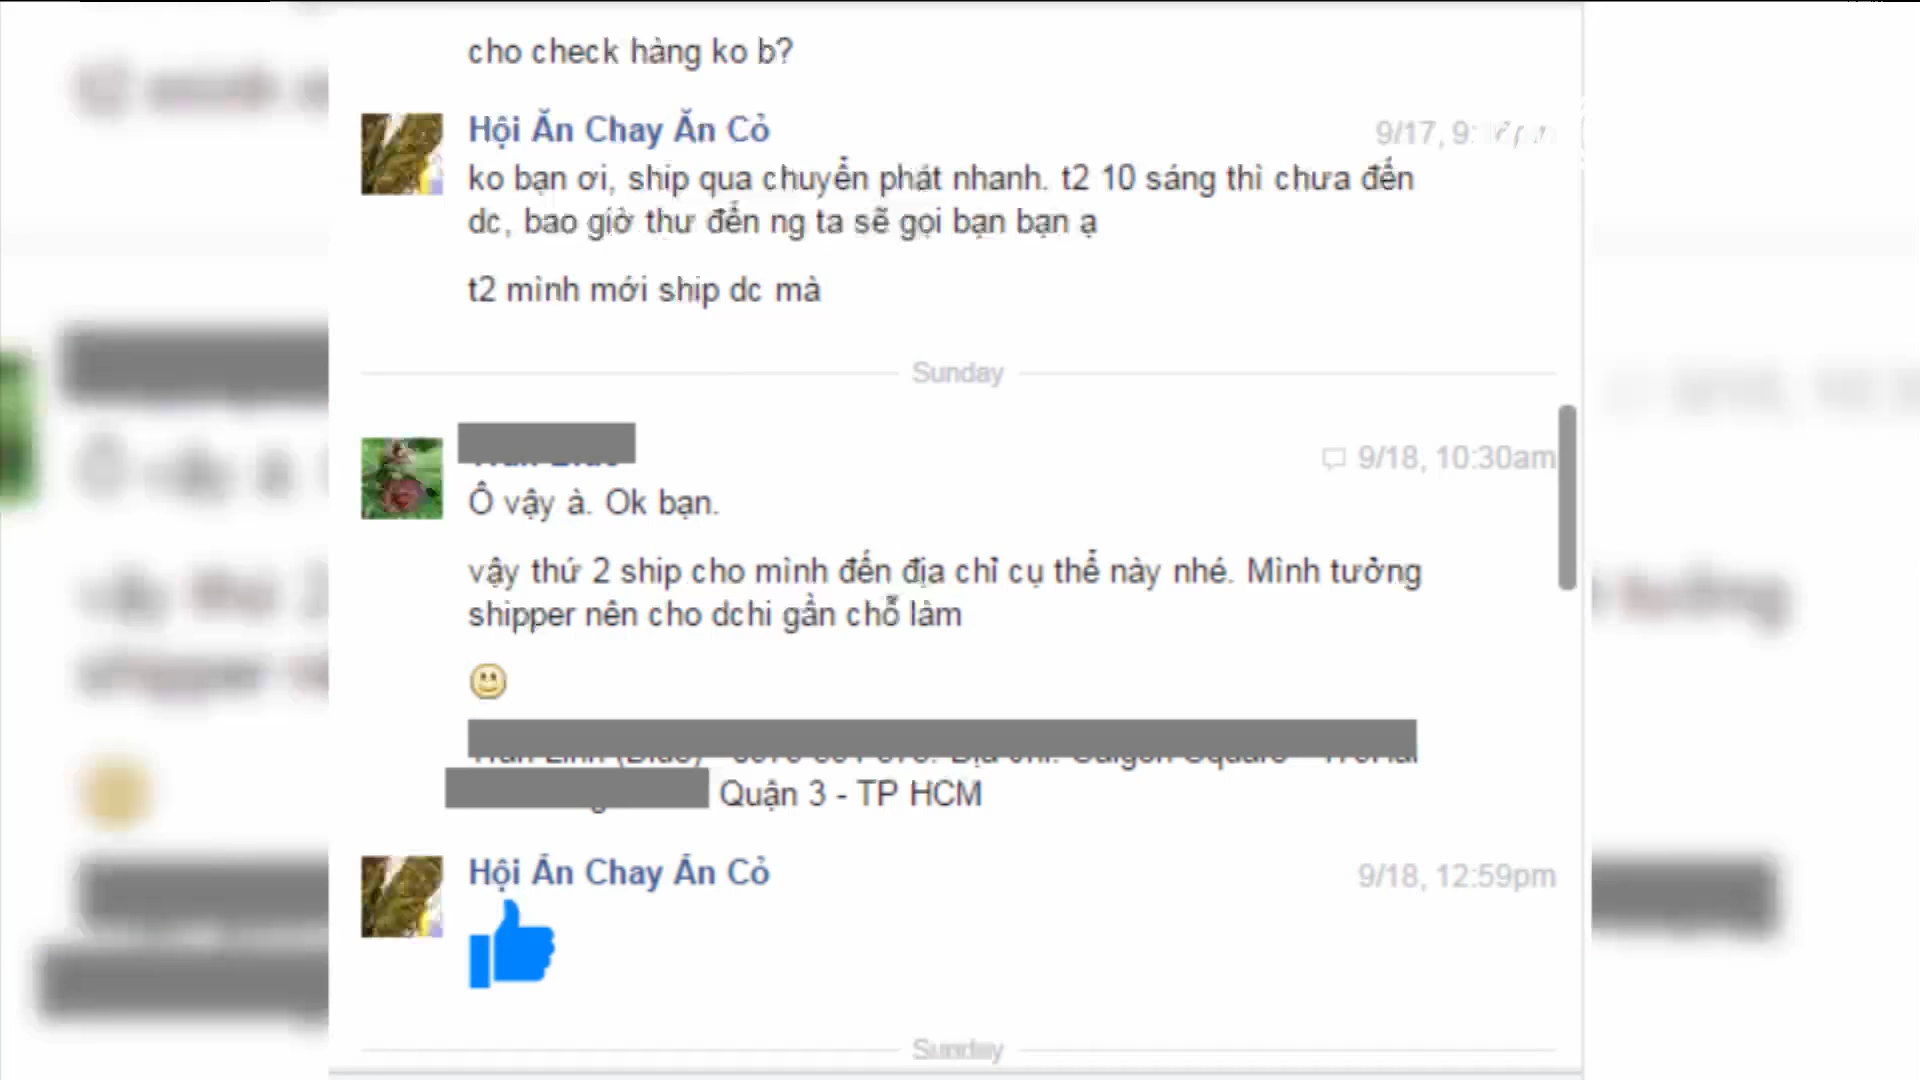 cho check hàng ko b?
Hội Ăn Chay Ăn Cỏ
9/17,
ko bạn ơi, ship qua chuyển phát nhanh. t2 10 sáng thì chưa đến
dc, bao giờ thư đến ng ta sẽ gọi bạn bạn ạ
t2 mình mới ship dc mà
Sunday
9/18, 10:30am
Ô vậy à. Ok bạn.
vậy thứ 2 ship cho mình đến địa chỉ cụ thể này nhé. Mình tưởng
shipper nên cho dchi gần chỗ làm
Quận 3 - TP HCM
Hội Ăn Chay Ăn Cỏ
9/18, 12:59pm
Sunday